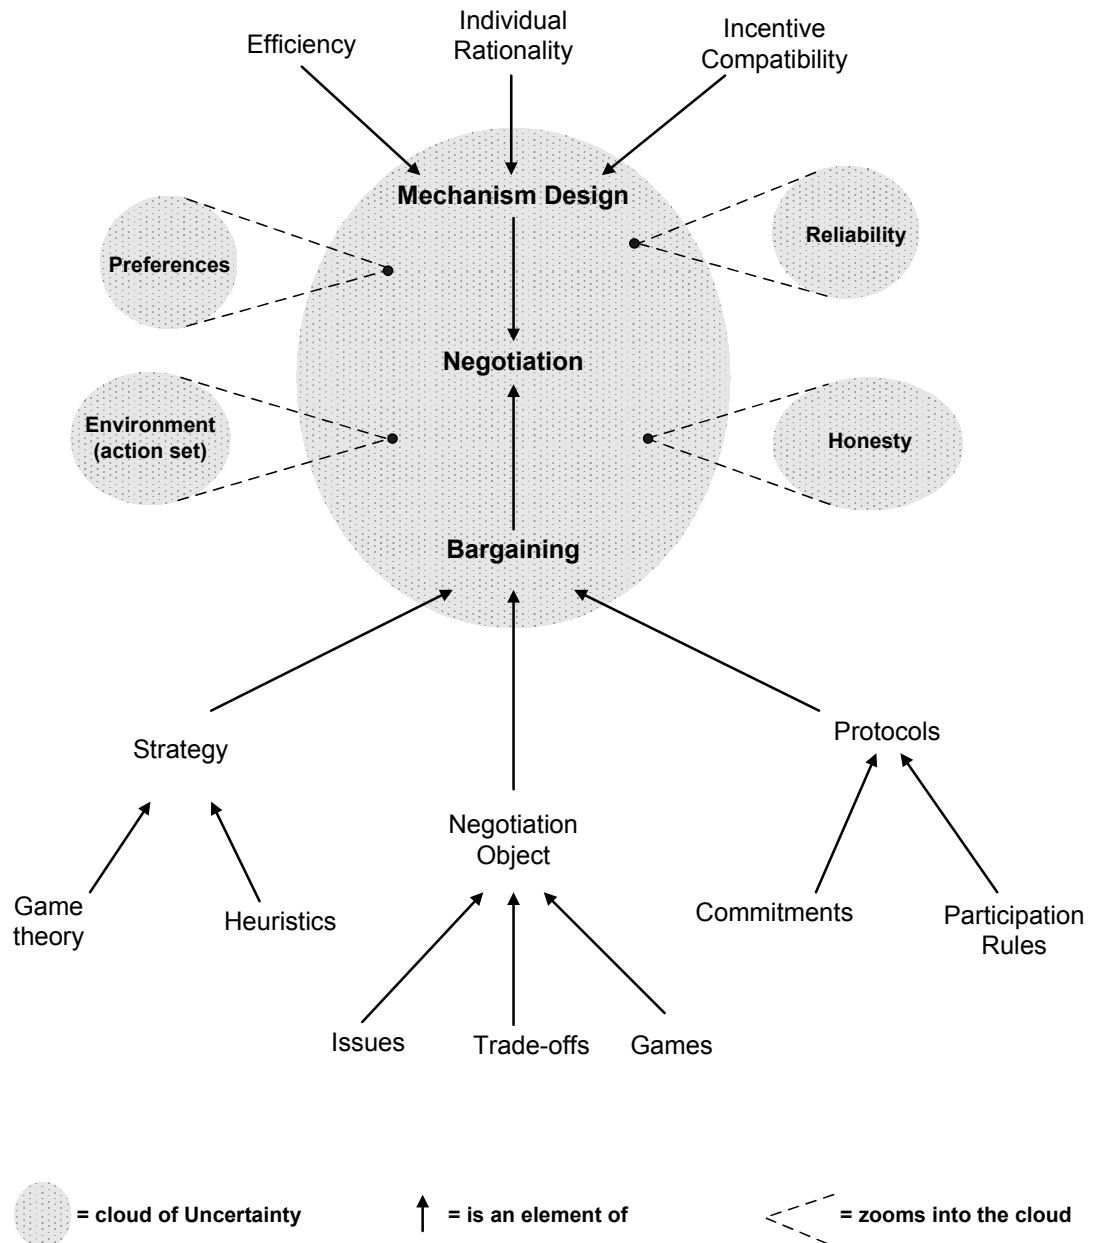 Efficiency
Individual
Rationality
Incentive
Compatibility
Mechanism Design
Preferences
Reliability
Negotiation
Environment
(action set)
Honesty
Bargaining
Strategy
Protocols
Negotiation
Object
Game
theory
Heuristics
Commitments
Participation
Rules
Issues
Trade-offs
Games
= cloud of Uncertainty
= is an element of
= zooms into the cloud